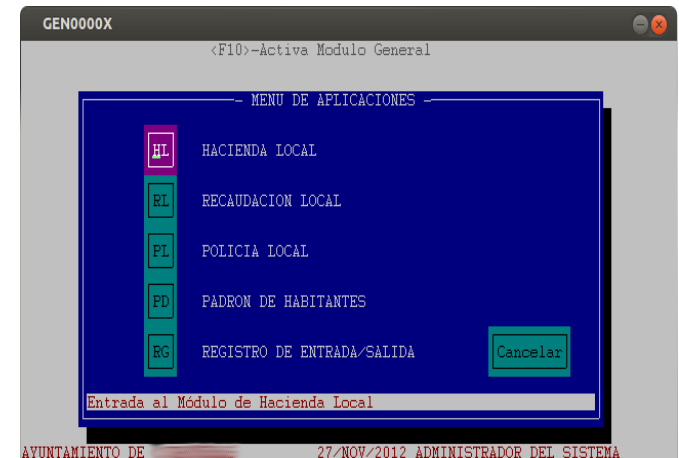 GEN0000X
<F10>-Activa Modulo General
- MENU DE APLICACIONES -
HL HACIENDA LOCAL
RL RECAUDACION LOCAL
PL POLICIA LOCAL
PD PADRON DE HABITANTES
RG REGISTRO DE ENTRADA/SALIDA Cancelar
Entrada al Módulo de Hacienda Local
AYUNTAMIENTO DE 27/NOV/2012 ADMINISTRADOR DEL SISTEMA